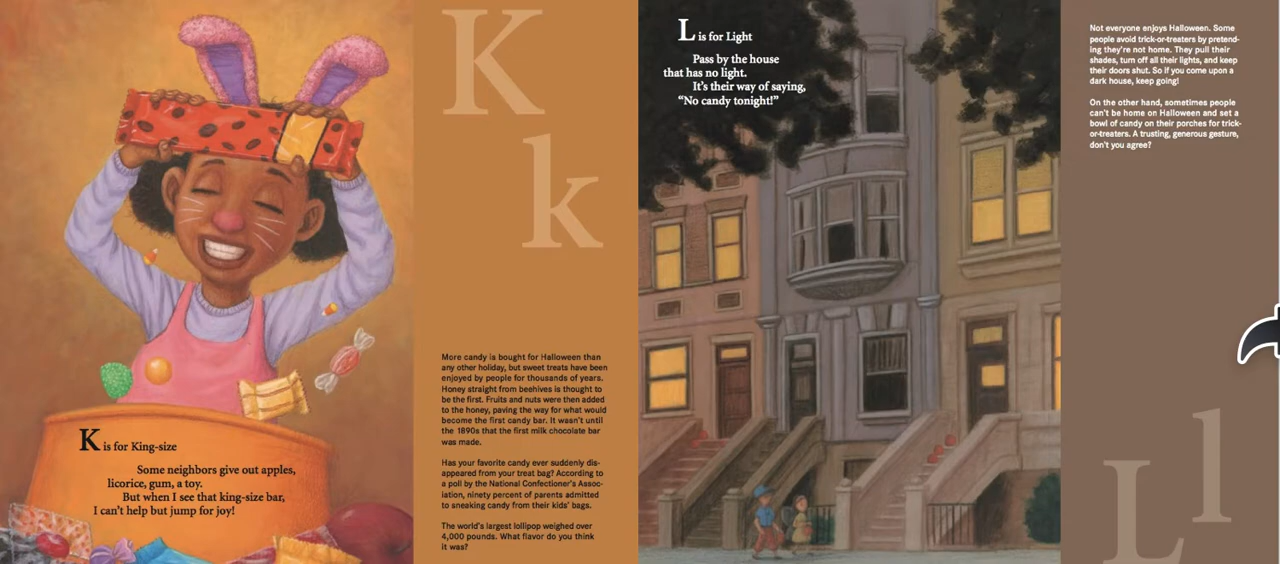 K
k
K is for King-size
Some neighbors give out apples,
licorice, gum, a toy.
But when I see that king-size bar,
I can't help but jump for joy!
More candy is bought for Halloween than
any other holiday, but sweet treats have been
enjoyed by people for thousands of years.
Honey straight from beehives is thought to
be the first. Fruits and nuts were then added
to the honey, paving the way for what would
become the first candy bar. It wasn't until
the 1890s that the first milk chocolate bar
was made.
Has your favorite candy ever suddenly dis-
appeared from your treat bag? According to
a poll by the National Confectioner's Assoc-
iation, ninety percent of parents admitted
to sneaking candy from their kids' bags.
The world's largest lollipop weighed over
4,000 pounds. What flavor do you think
it was?
L is for Light
Pass by the house
that has no light.
It's their way of saying,
“No candy tonight!”
Not everyone enjoys Halloween. Some
people avoid trick-or-treaters by pretend-
ing they're not home. They pull their
shades, turn off all their lights, and keep
their doors shut. So if you come upon a
dark house, keep going!
On the other hand, sometimes people
can't be home on Halloween and set a
bowl of candy on their porches for trick-
or-treaters. A trusting, generous gesture,
don't you agree?
L
l